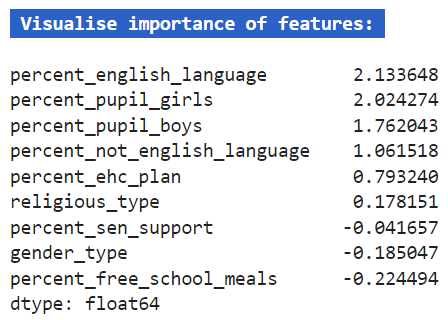 Visualise importance of features:
percent_english_language 2.133648
percent_pupil_girls 2.024274
percent_pupil_boys 1.762043
percent_not_english_language 1.061518
percent_ehc_plan 0.793240
religious_type 0.178151
percent_sen_support -0.041657
gender_type -0.185047
percent_free_school_meals -0.224494
dtype: float64